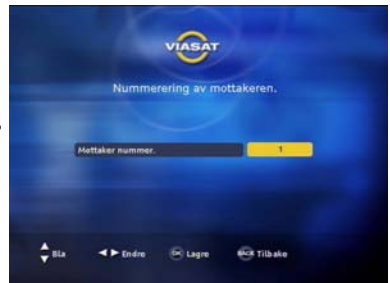 VIASAT
Nummerering av mottakeren.
Mottaker nummer. 1
Bla Endre OK Lagre BACK Tilbake